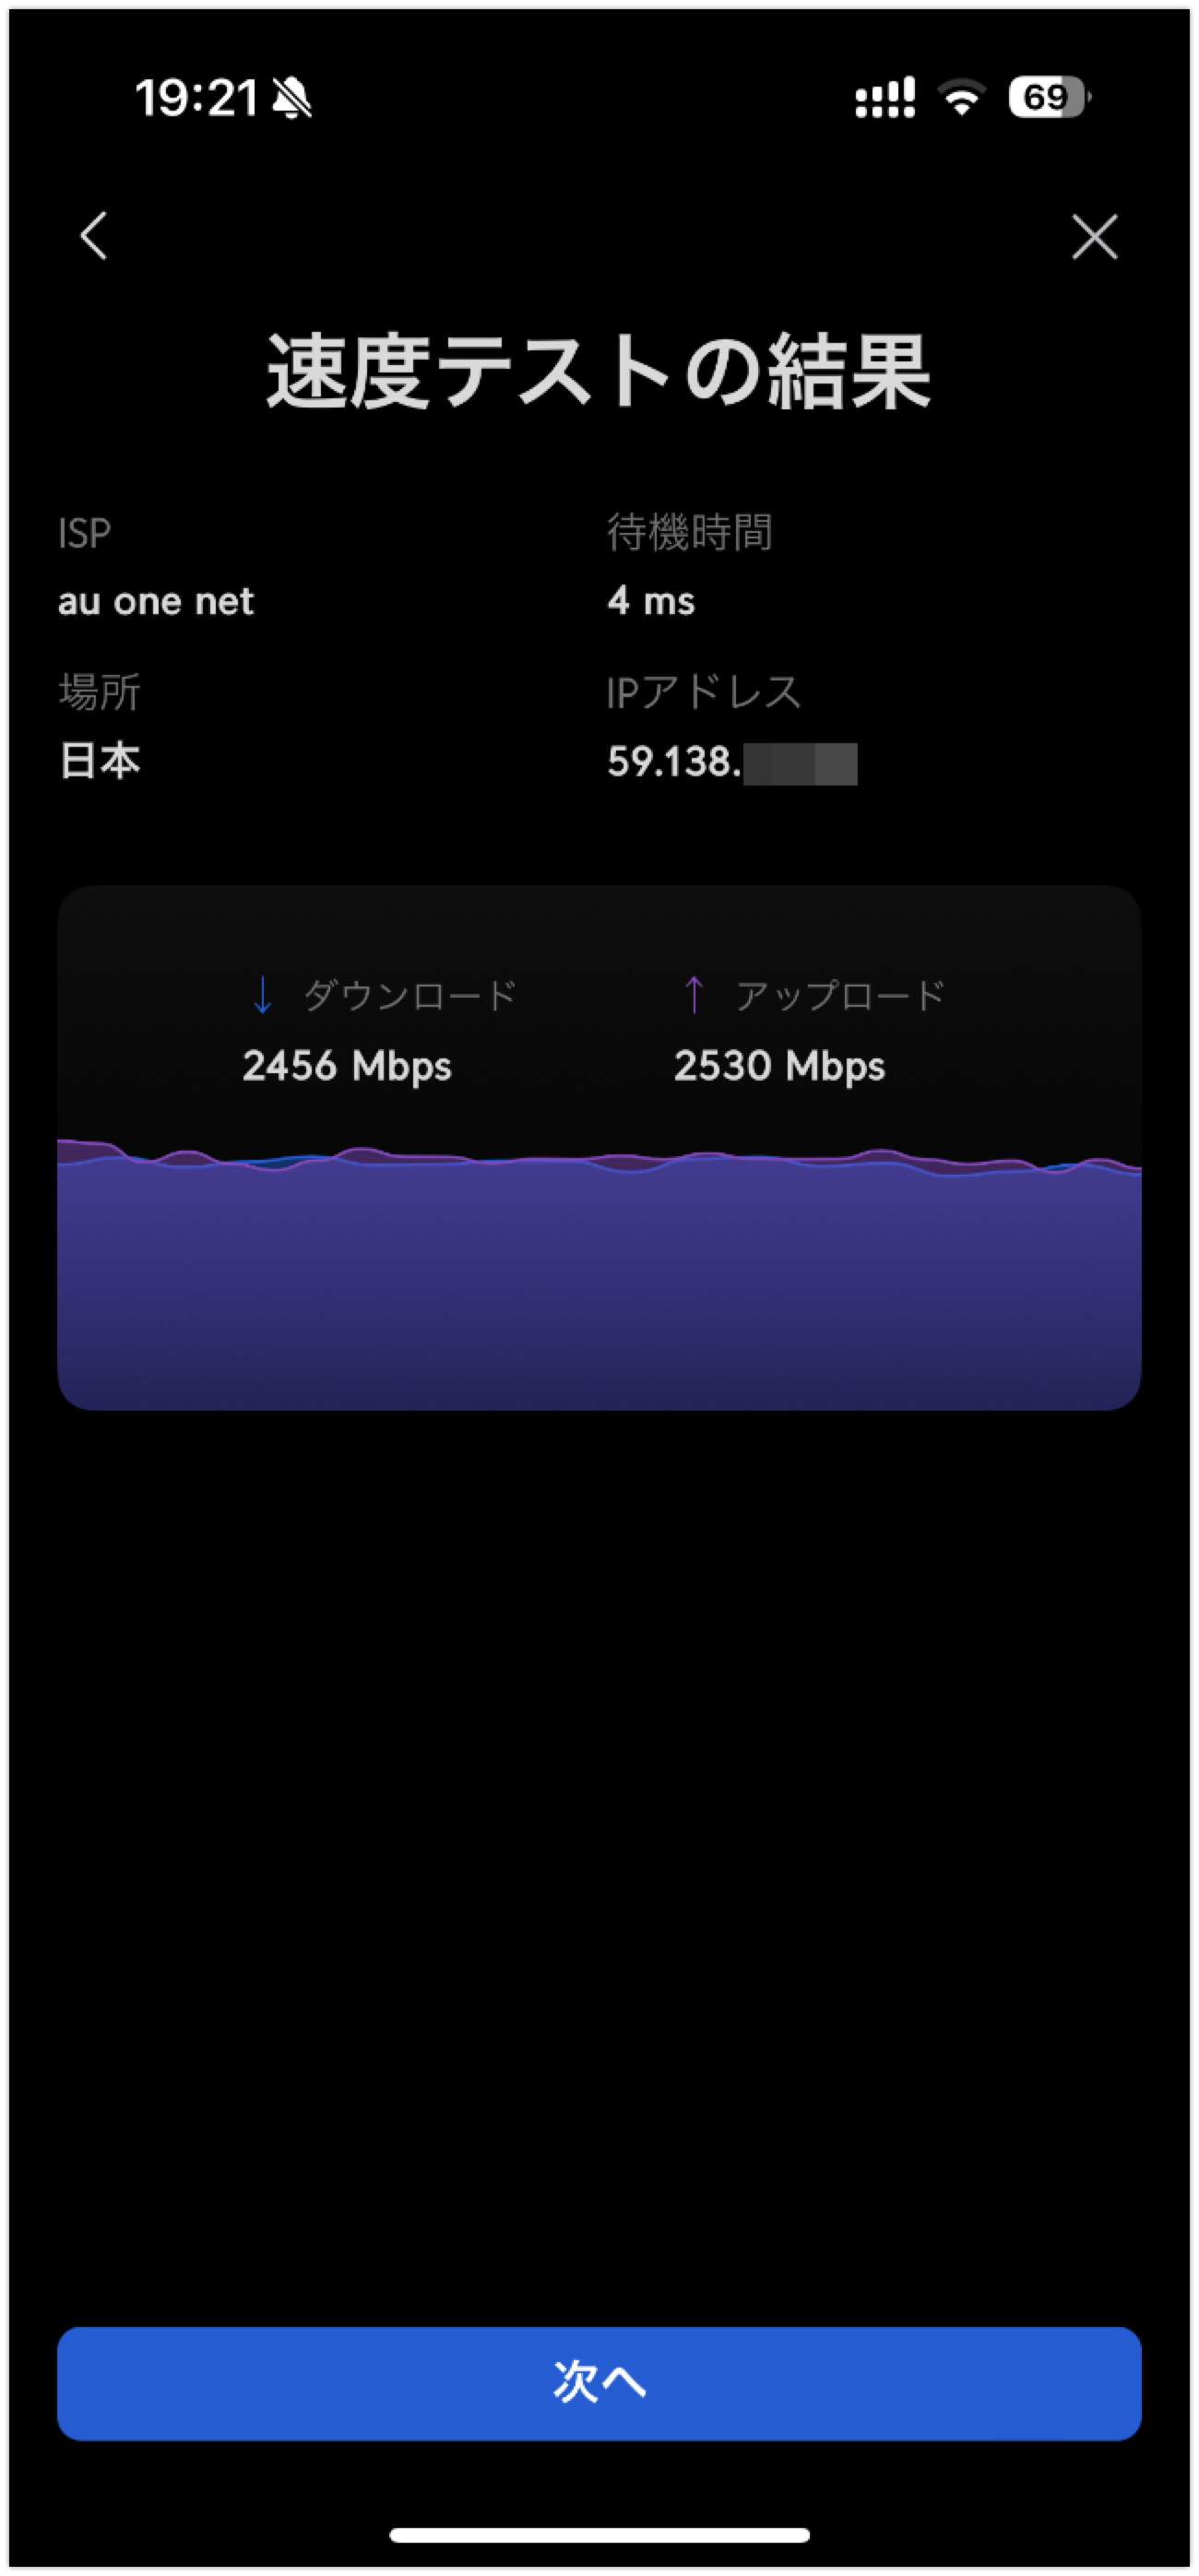 19:21
69
速度テストの結果
ISP
待機時間
au one net
4 ms
場所
IPアドレス
日本
59.138.
↓ ダウンロード
↑ アップロード
2456 Mbps
2530 Mbps
次へ